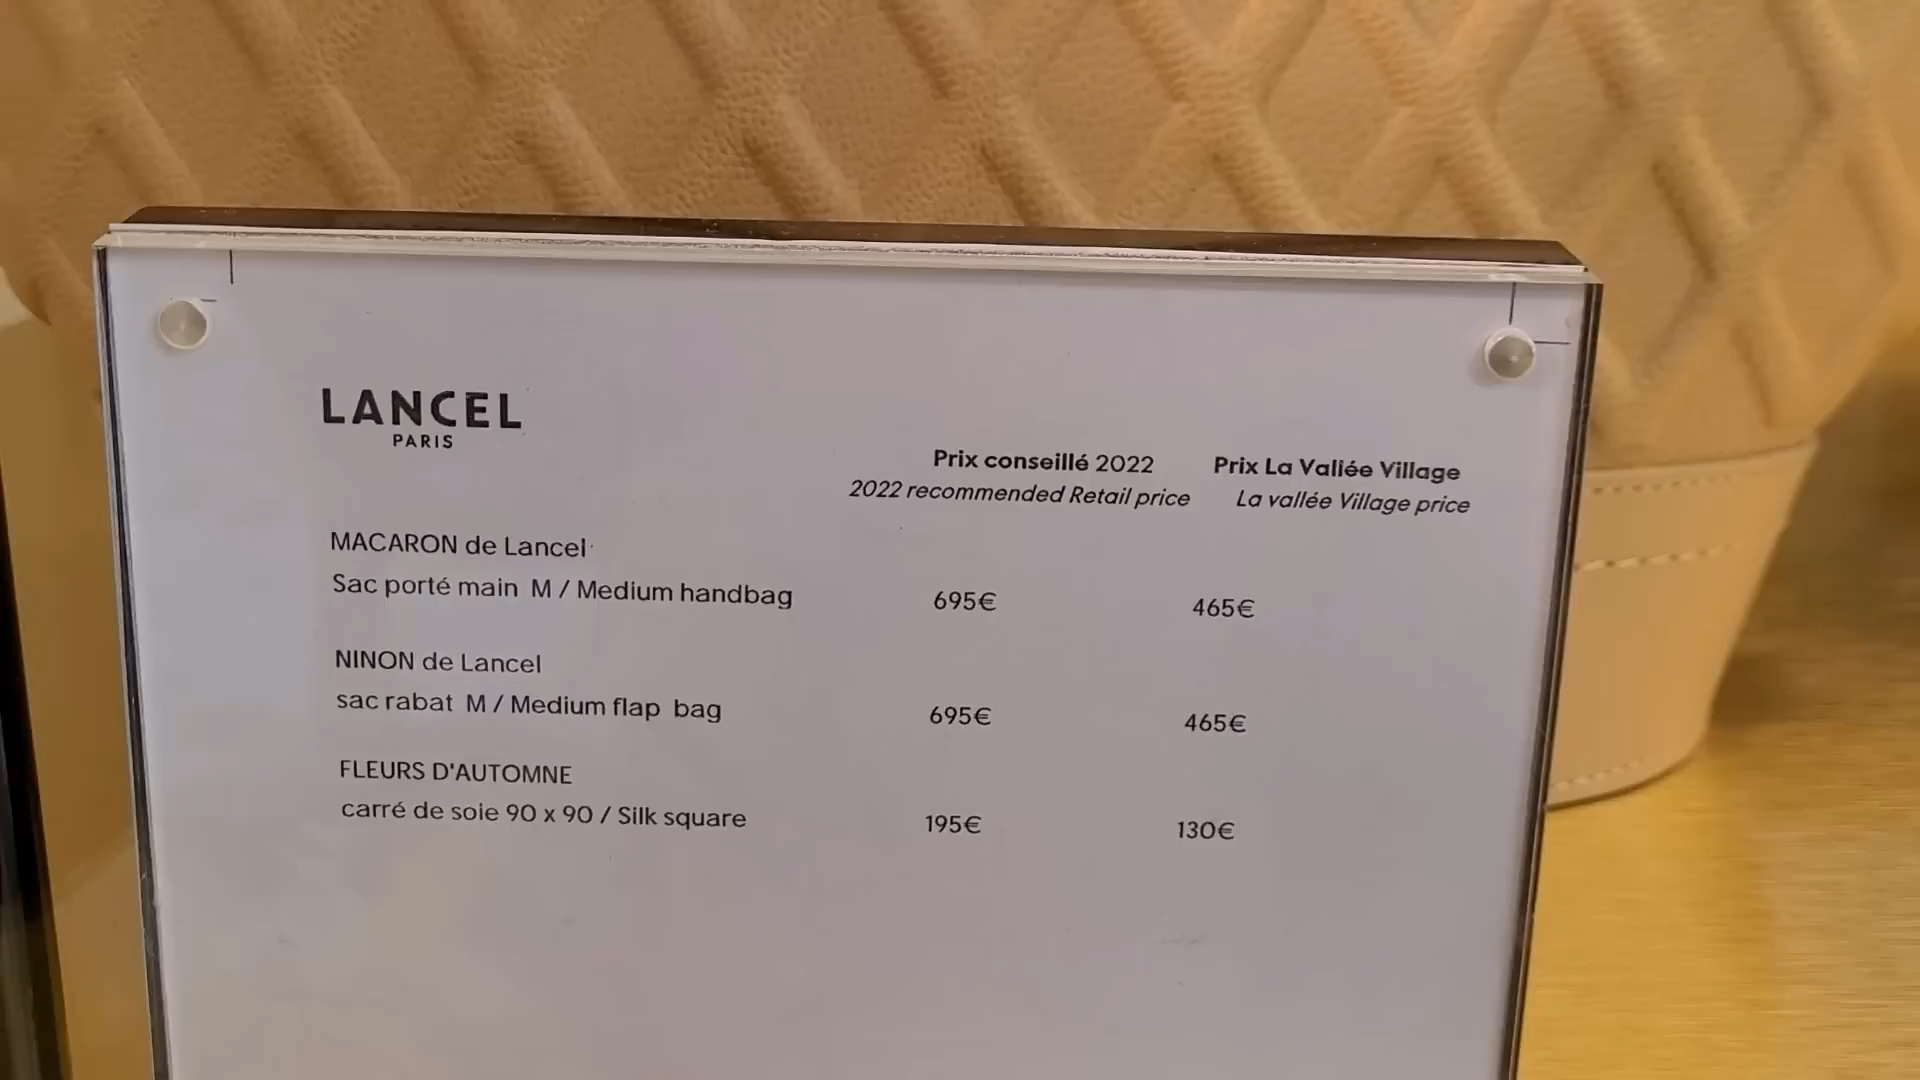 LANCEL
PARIS
Prix conseillé 2022 Prix La Vallée Village
2022 recommended Retail price La vallée Village price
MACARON de Lancel
Sac porté main M / Medium handbag 695€ 465€
NINON de Lancel
sac rabat M / Medium flap bag 695€ 465€
FLEURS D'AUTOMNE
carré de soie 90 x 90 / Silk square 195€ 130€